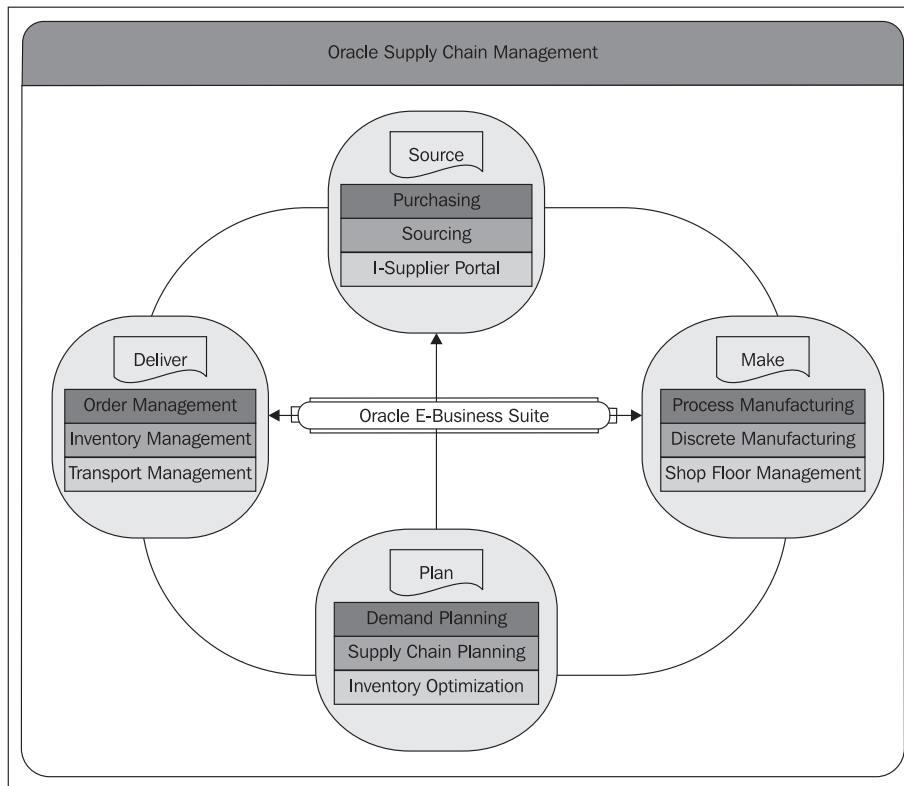 Oracle Supply Chain Management
Source
Purchasing
Sourcing
I-Supplier Portal
Deliver
Order Management
Inventory Management
Transport Management
Oracle E-Business Suite
Make
Process Manufacturing
Discrete Manufacturing
Shop Floor Management
Plan
Demand Planning
Supply Chain Planning
Inventory Optimization